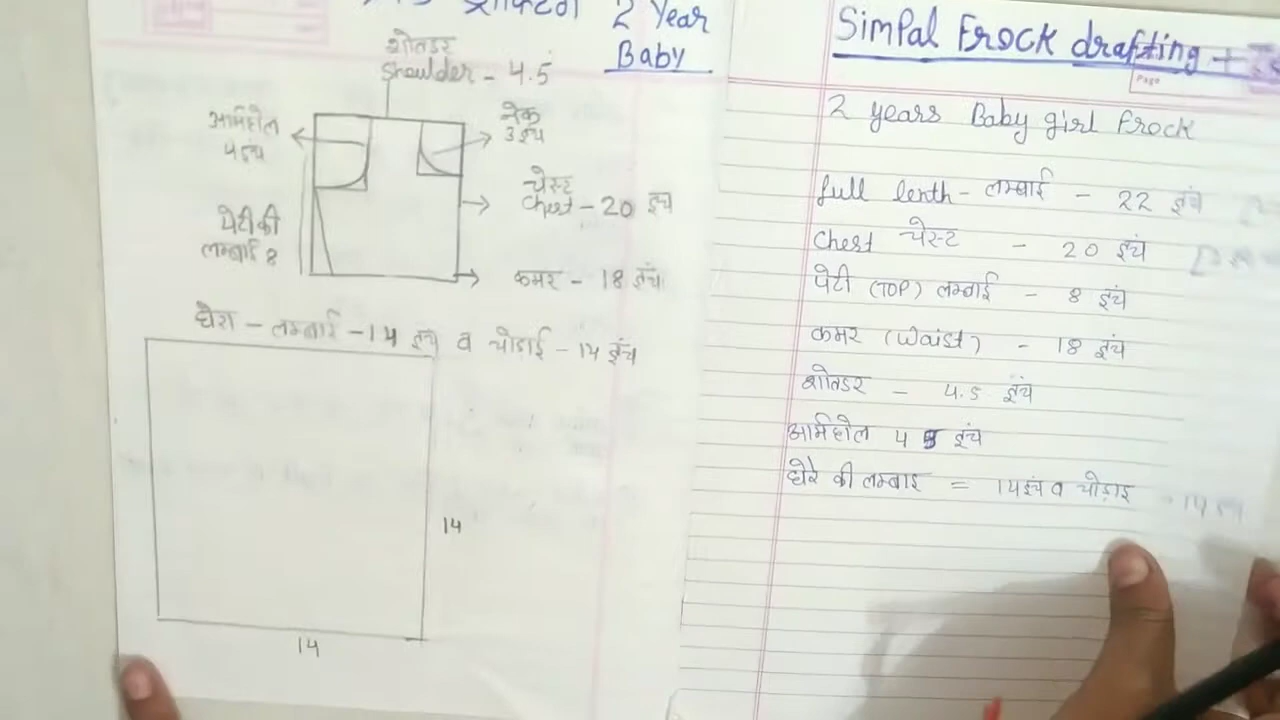 ड्राफ्टिंग 2 Year
Baby
शोल्डर
Shoulder - 4.5
आर्महोल
4 इंच
नेक
3 इंच
चेस्ट
Chest - 20 इंच
पेटी की
लम्बाई 8
कमर - 18 इंच
घेरा - लम्बाई - 14 इंच व चोड़ाई - 14 इंच
14
14
SimPal Frock drafting +
Page
2 years Baby girl Frock
full lenth - लम्बाई - 22 इंच
Chest चेस्ट - 20 इंच
पेटी (TOP) लम्बाई - 8 इंच
कमर (Waist) - 18 इंच
शोल्डर - 4.5 इंच
आर्महोल 4 इंच
घेरे की लम्बाई = 14 इंच व चोड़ाई - 14